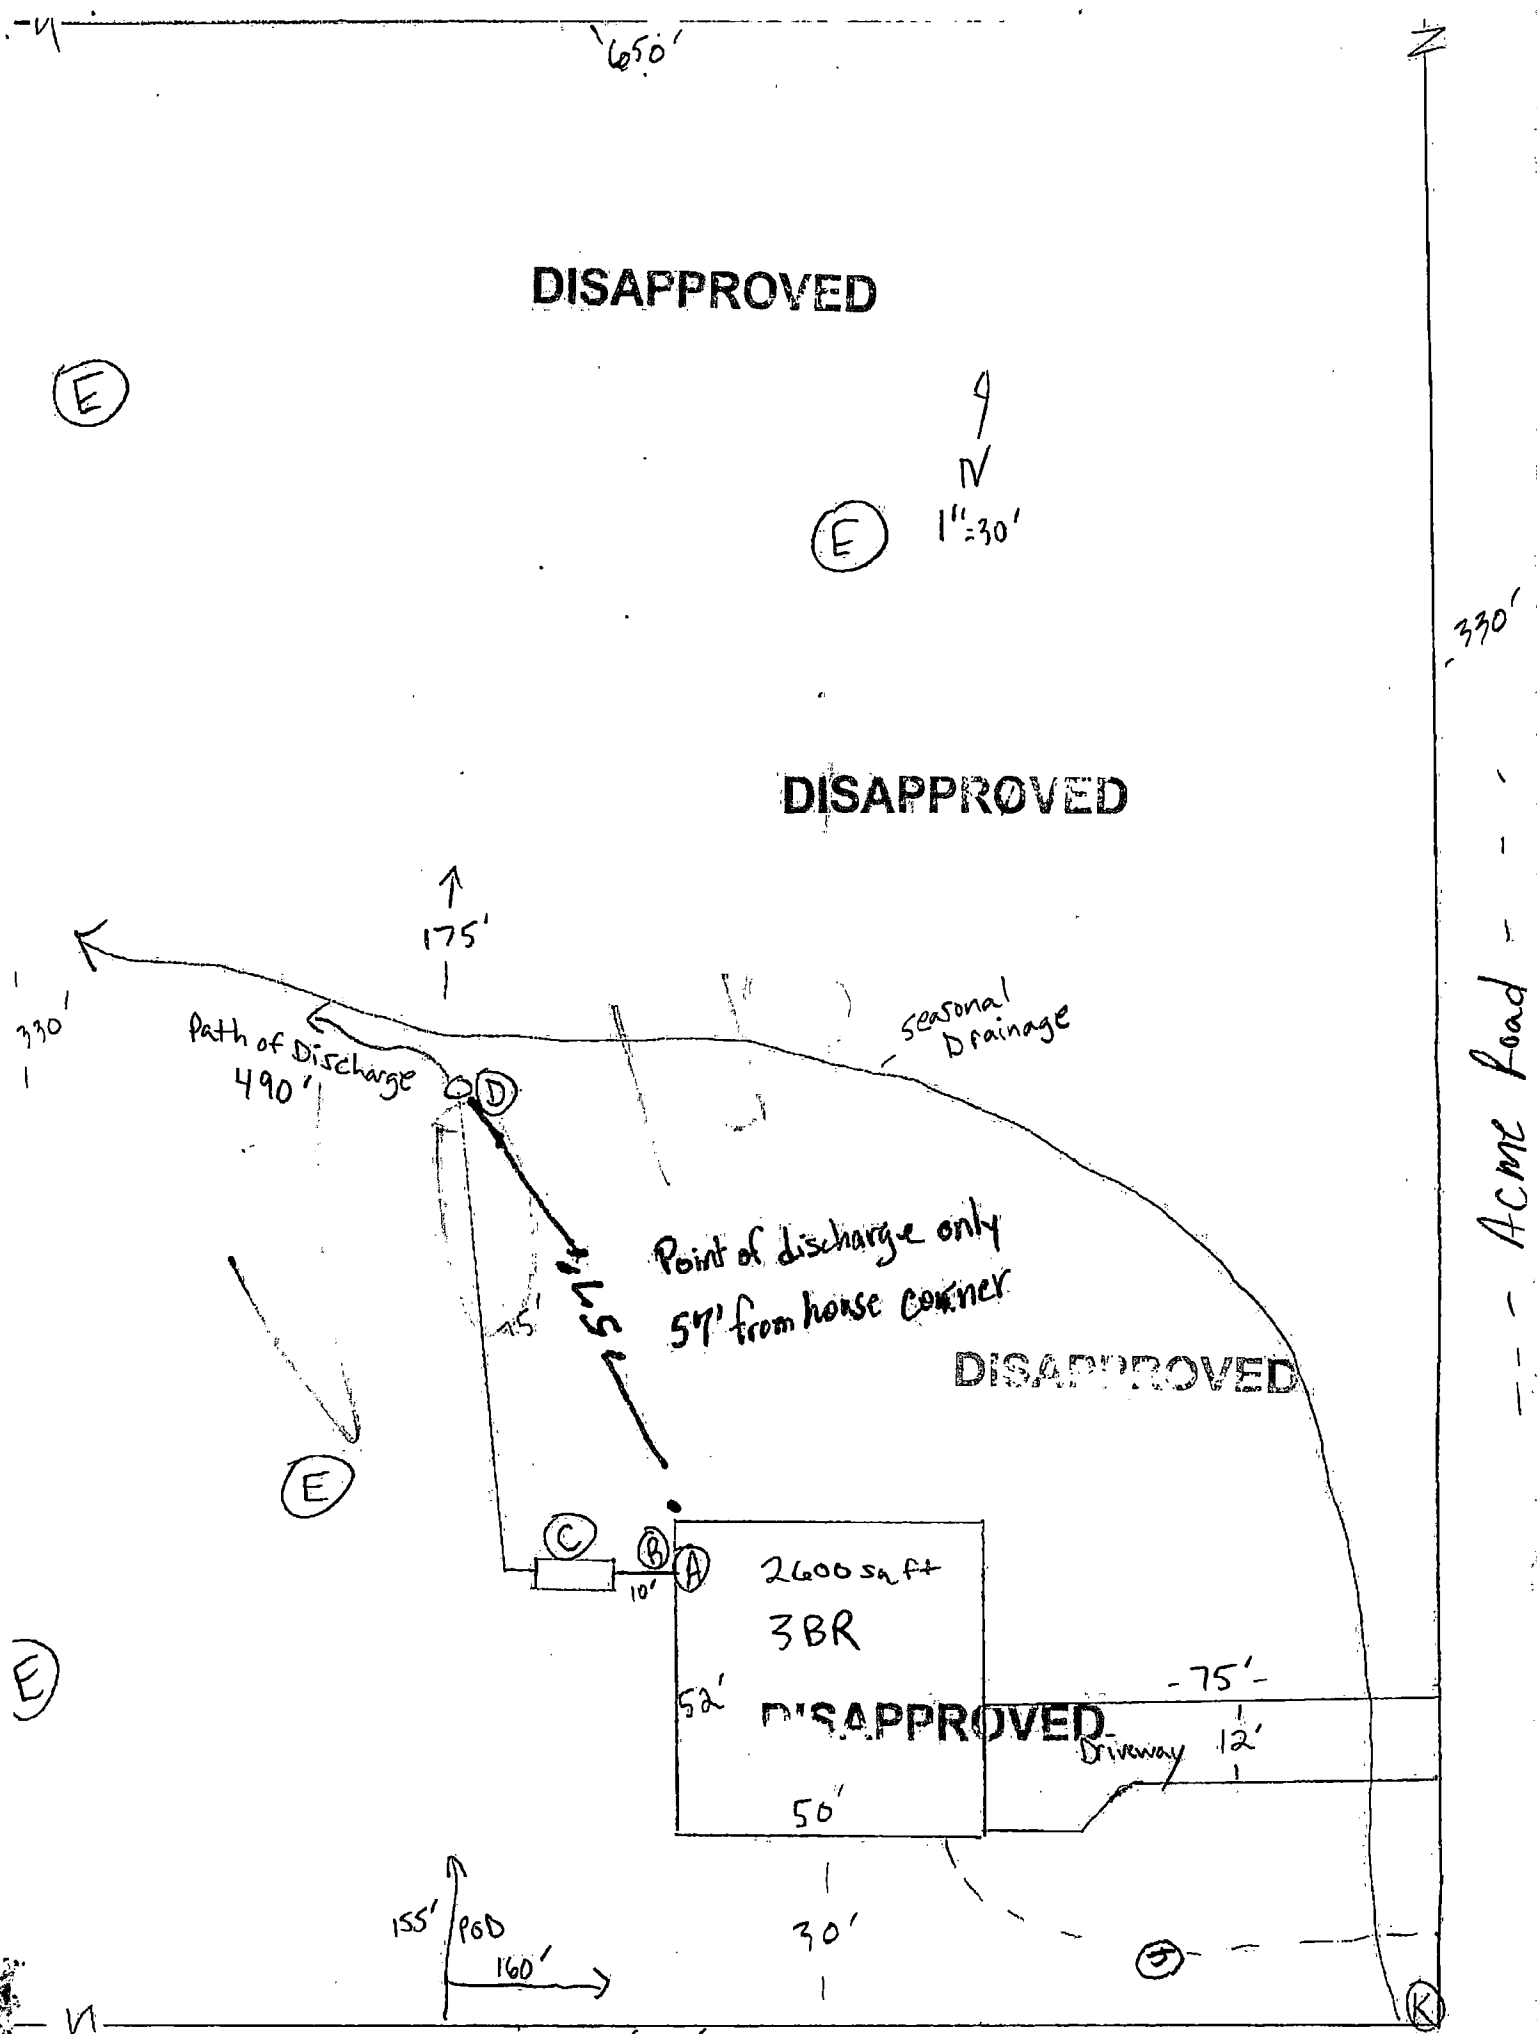 650'
DISAPPROVED
E
N
1"=30'
E
330'
DISAPPROVED
175'
330'
Path of Discharge
490'
seasonal
Drainage
D
Acme Road
Point of discharge only
57' from house corner
57'
75'
DISAPPROVED
E
C
B
A
10'
2600 sq ft
3BR
E
52'
-75'-
DISAPPROVED
Driveway
12'
50'
155'
POD
160'
30'
J
K